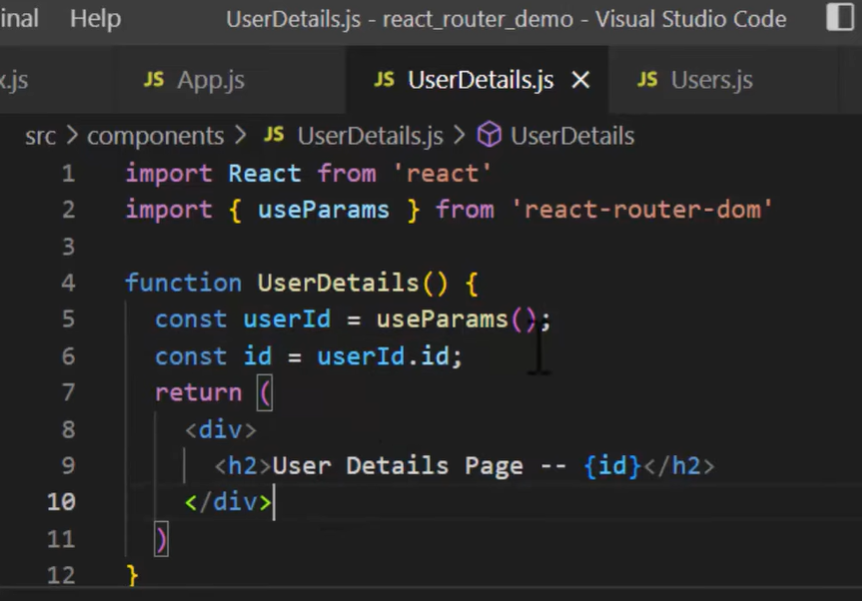 inal Help UserDetails.js - react_router_demo - Visual Studio Code
x.js JS App.js JS UserDetails.js × JS Users.js
src > components > JS UserDetails.js > UserDetails
1 import React from 'react'
2 import { useParams } from 'react-router-dom'
3
4 function UserDetails() {
5 const userId = useParams();
6 const id = userId.id;
7 return (
8 <div>
9 <h2>User Details Page -- {id}</h2>
10 </div>
11 )
12 }